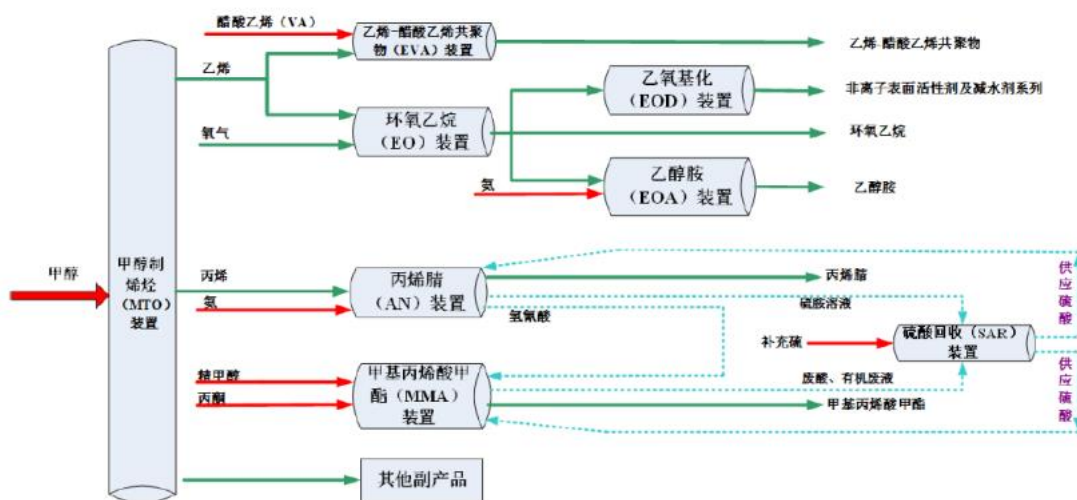 醋酸乙烯（VA）
乙烯-醋酸乙烯共聚
物（EVA）装置
乙烯-醋酸乙烯共聚物
乙烯
乙氧基化
（EOD）装置
非离子表面活性剂及减水剂系列
氧气
环氧乙烷
（EO）装置
环氧乙烷
氨
乙醇胺
（EOA）装置
乙醇胺
甲醇
甲醇制
烯烃
（MTO）
装置
丙烯
氨
丙烯腈
（AN）装置
丙烯腈
硫胺溶液
氢氰酸
供应硫酸
补充硫
硫酸回收（SAR）
装置
精甲醇
丙酮
甲基丙烯酸甲
酯（MMA）
装置
废酸、有机废液
甲基丙烯酸甲酯
供应硫酸
其他副产品